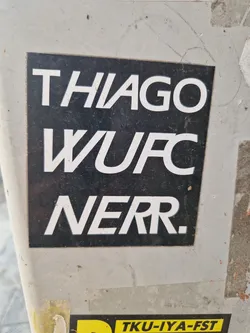 THIAGO
WUFC
NERR.
TKU-IYA-FST